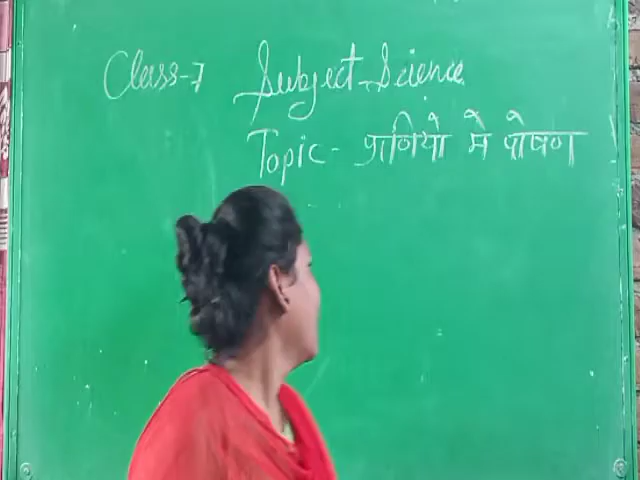 Class-7 Subject-Science
Topic- प्राणियो मे पोषण